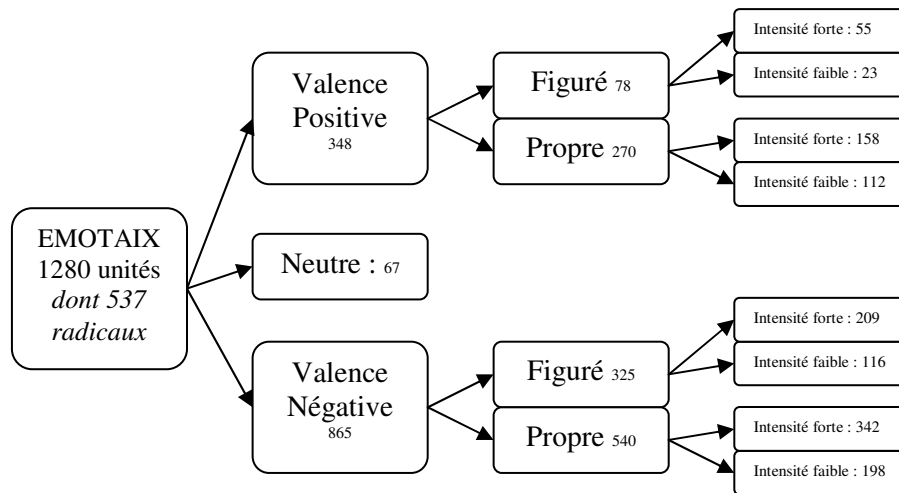 Intensité forte : 55
Valence
Positive
348
Figuré 78
Intensité faible : 23
Propre 270
Intensité forte : 158
Intensité faible : 112
EMOTAIX
1280 unités
dont 537
radicaux
Neutre : 67
Valence
Négative
865
Figuré 325
Intensité forte : 209
Intensité faible : 116
Propre 540
Intensité forte : 342
Intensité faible : 198